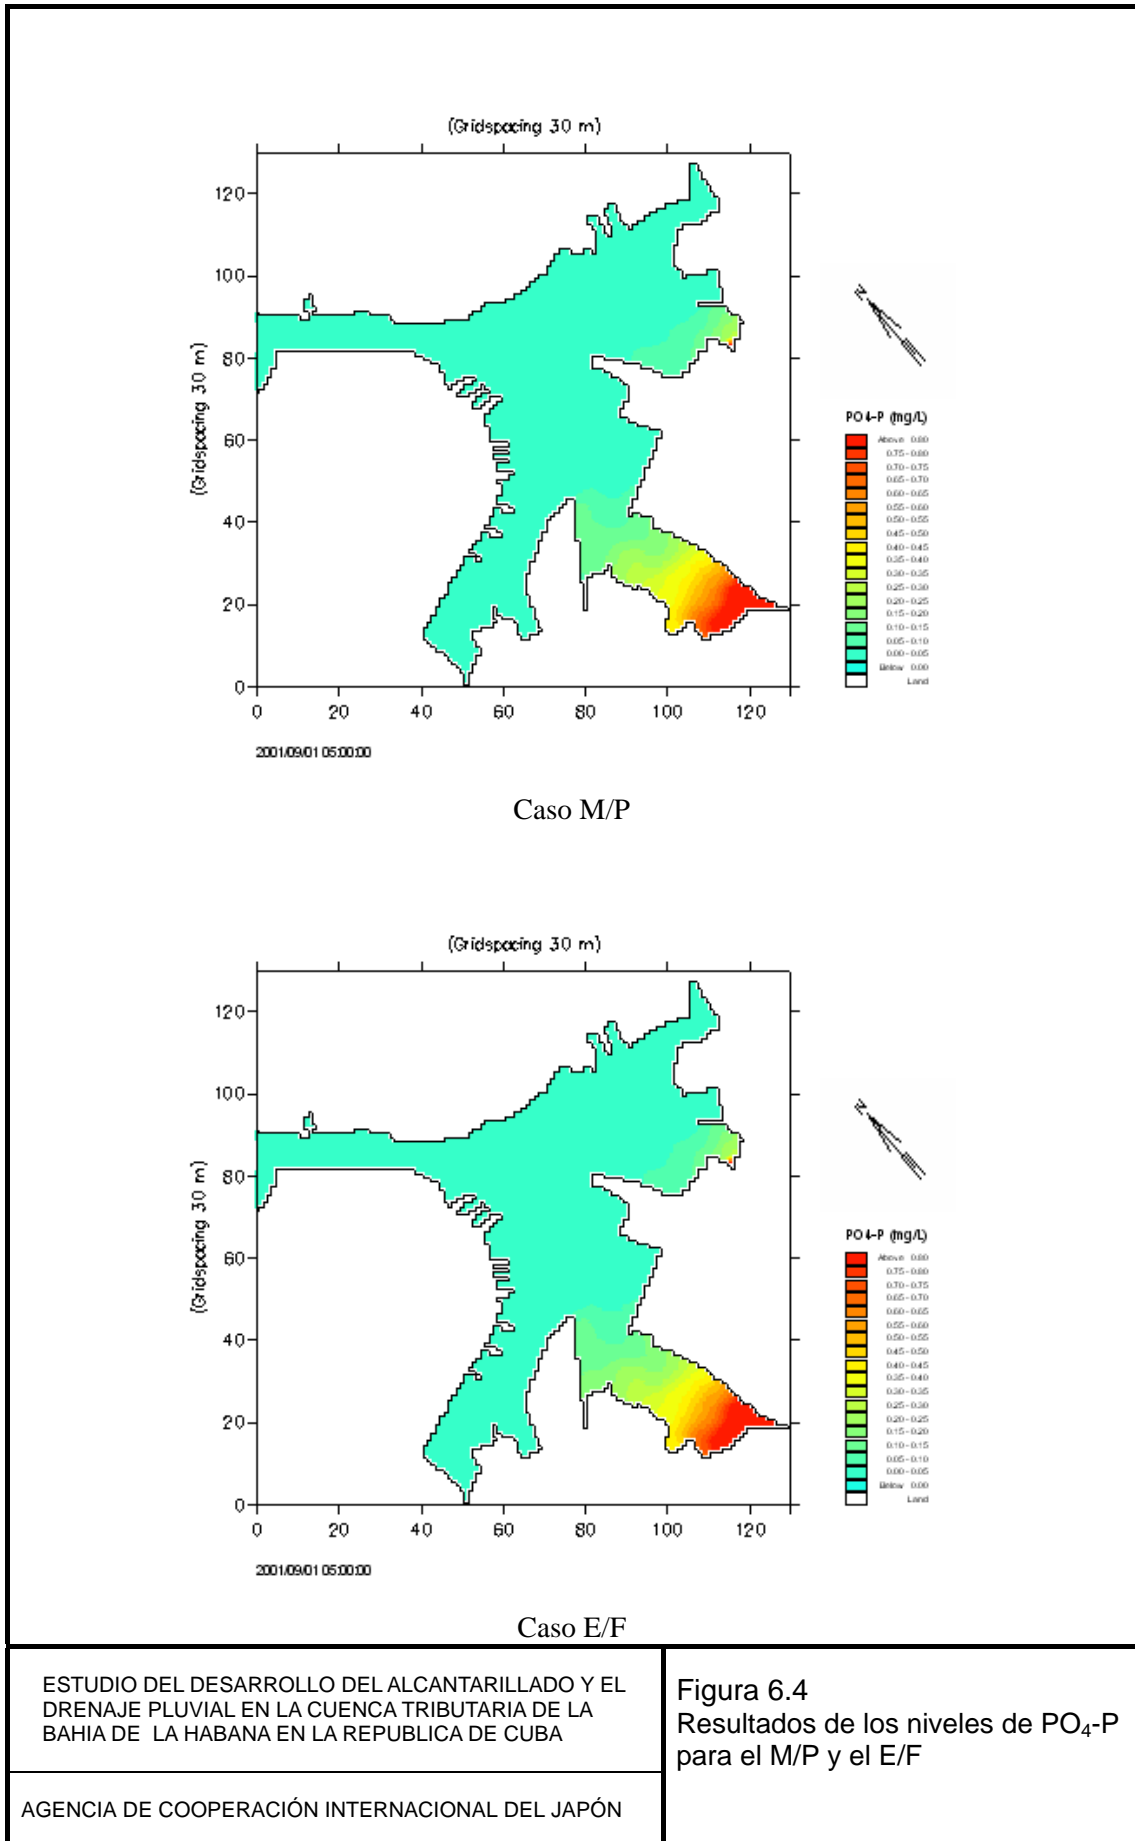 (Gridspacing 30 m)
120
100
80
60
40
20
0
(Gridspacing 30 m)
0 20 40 60 80 100 120
2001/09/01 05:00:00
N
PO4-P (mg/L)
Above 0.80
0.75 - 0.80
0.70 - 0.75
0.65 - 0.70
0.60 - 0.65
0.55 - 0.60
0.50 - 0.55
0.45 - 0.50
0.40 - 0.45
0.35 - 0.40
0.30 - 0.35
0.25 - 0.30
0.20 - 0.25
0.15 - 0.20
0.10 - 0.15
0.05 - 0.10
0.00 - 0.05
Below 0.00
Land
Caso M/P
(Gridspacing 30 m)
120
100
80
60
40
20
0
(Gridspacing 30 m)
0 20 40 60 80 100 120
2001/09/01 05:00:00
N
PO4-P (mg/L)
Above 0.80
0.75 - 0.80
0.70 - 0.75
0.65 - 0.70
0.60 - 0.65
0.55 - 0.60
0.50 - 0.55
0.45 - 0.50
0.40 - 0.45
0.35 - 0.40
0.30 - 0.35
0.25 - 0.30
0.20 - 0.25
0.15 - 0.20
0.10 - 0.15
0.05 - 0.10
0.00 - 0.05
Below 0.00
Land
Caso E/F
ESTUDIO DEL DESARROLLO DEL ALCANTARILLADO Y EL
DRENAJE PLUVIAL EN LA CUENCA TRIBUTARIA DE LA
BAHIA DE LA HABANA EN LA REPUBLICA DE CUBA
AGENCIA DE COOPERACIÓN INTERNACIONAL DEL JAPÓN
Figura 6.4
Resultados de los niveles de PO₄-P
para el M/P y el E/F